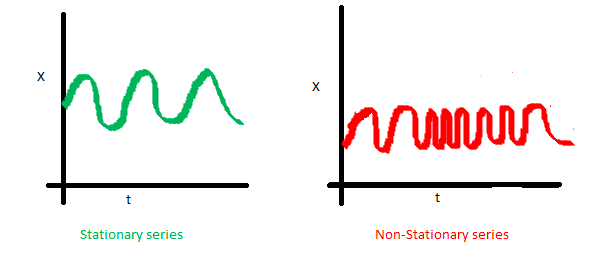 X
t
Stationary series
X
t
Non-Stationary series